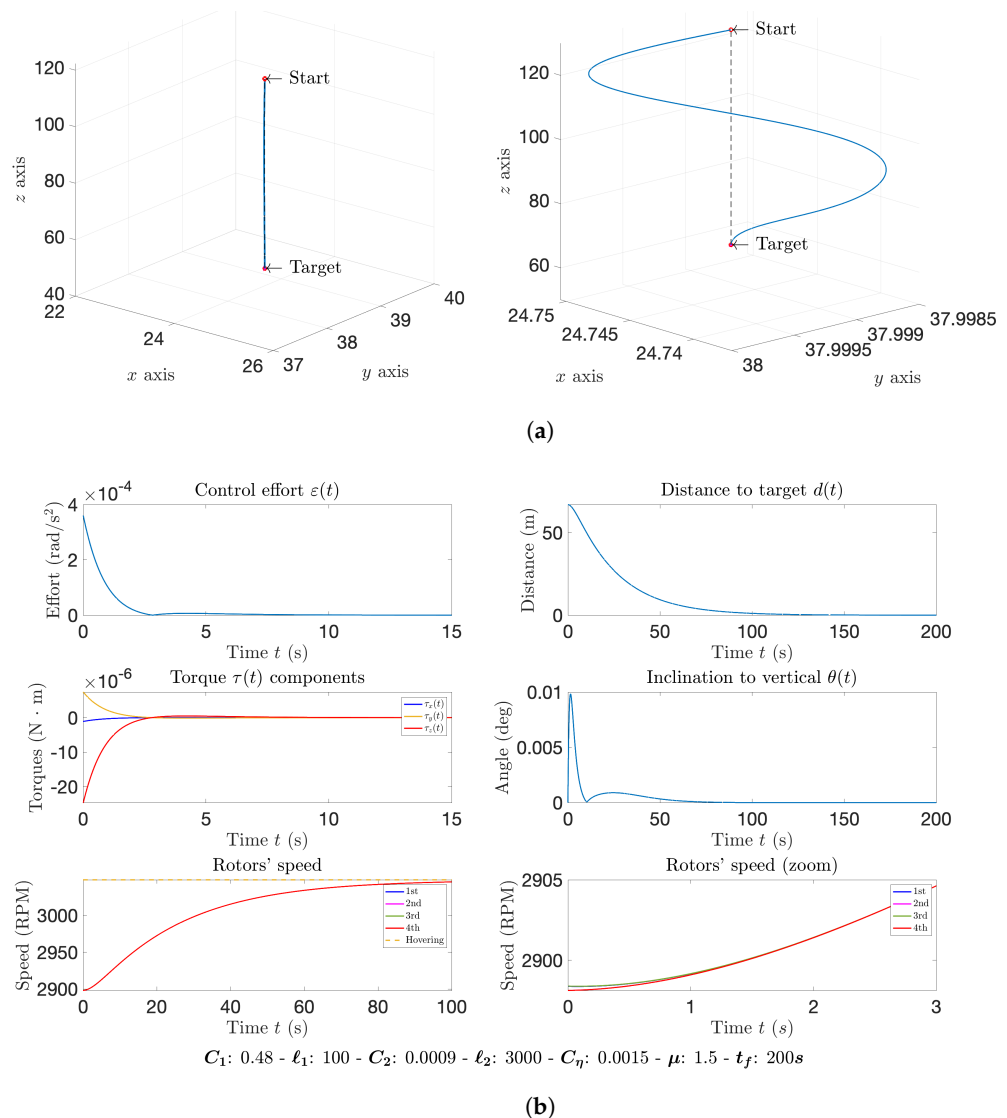 Start
Target
z axis
120
100
80
60
40
22
24
26
x axis
37
38
39
40
y axis
Start
Target
z axis
120
100
80
60
24.75
24.745
24.74
x axis
38
37.9995
37.999
37.9985
y axis
(a)
×10⁻⁴
Control effort ε(t)
Effort (rad/s²)
4
2
0
0 5 10 15
Time t (s)
Distance to target d(t)
Distance (m)
50
0
0 50 100 150 200
Time t (s)
×10⁻⁶
Torque τ(t) components
Torques (N · m)
0
-10
-20
τₓ(t)
τᵧ(t)
τ_z(t)
0 5 10 15
Time t (s)
Inclination to vertical θ(t)
Angle (deg)
0.01
0.005
0
0 50 100 150 200
Time t (s)
Rotors' speed
Speed (RPM)
3000
2950
2900
1st
2nd
3rd
4th
Hovering
0 20 40 60 80 100
Time t (s)
Rotors' speed (zoom)
Speed (RPM)
2905
2900
1st
2nd
3rd
4th
0 1 2 3
Time t (s)
C₁: 0.48 - ℓ₁: 100 - C₂: 0.0009 - ℓ₂: 3000 - C_η: 0.0015 - μ: 1.5 - t_f: 200s
(b)